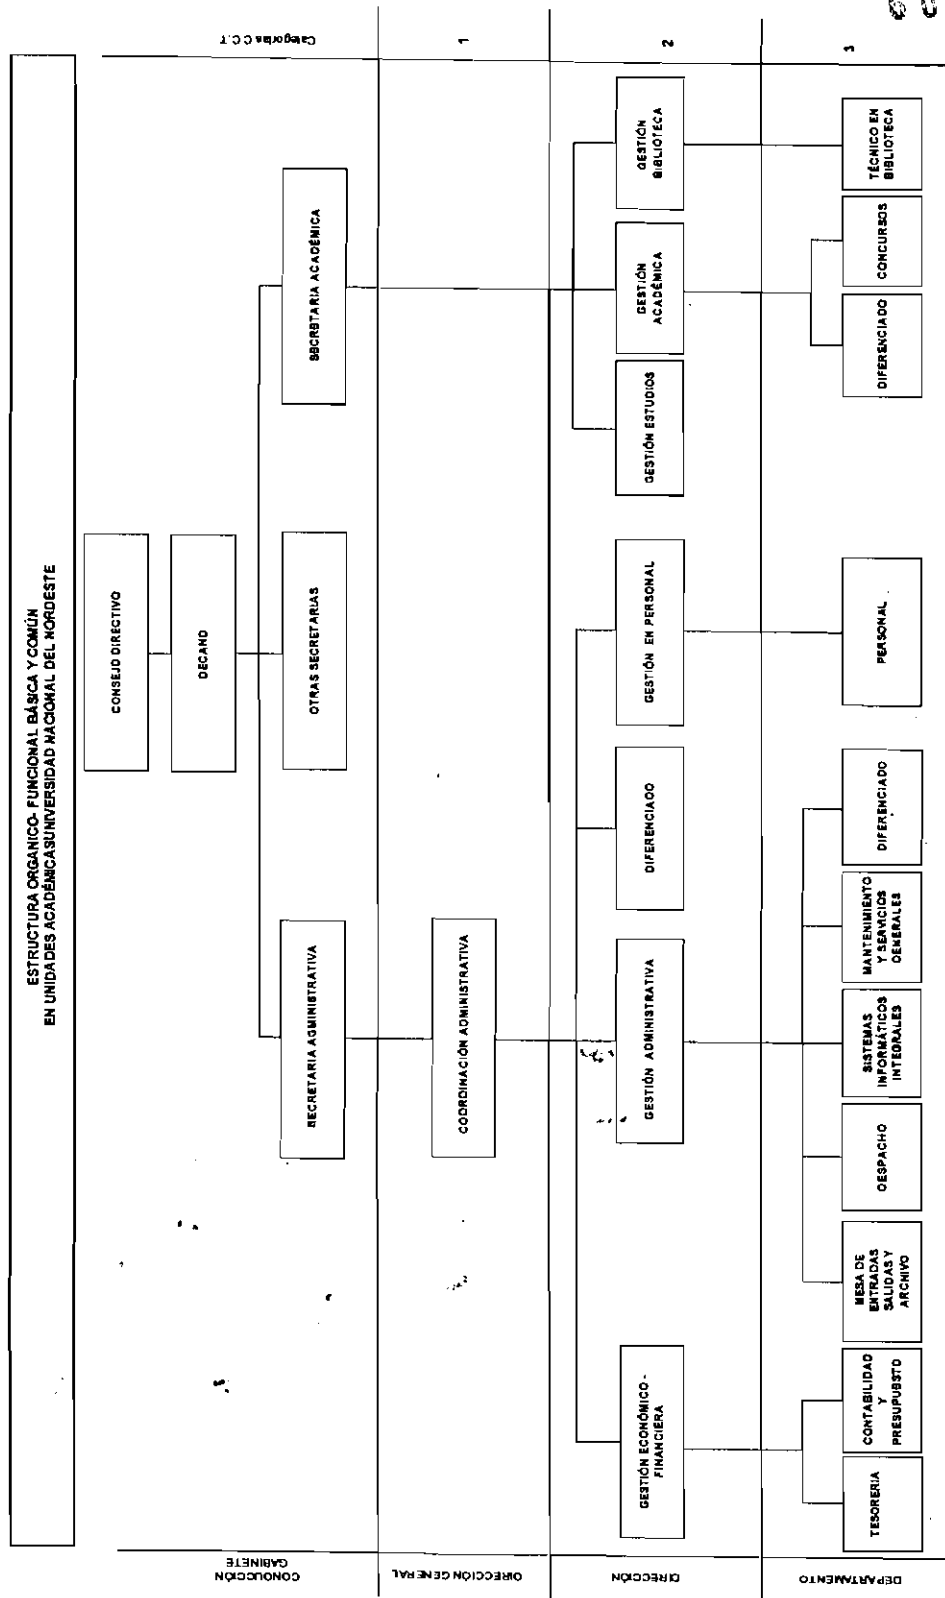 ESTRUCTURA ORGANICO- FUNCIONAL BÁSICA Y COMÚN
EN UNIDADES ACADÉMICASUNIVERSIDAD NACIONAL DEL NORDESTE
Categorías C.C.T
CONDUCCIÓN
GABINETE
CONSEJO DIRECTIVO
DECANO
SECRETARIA ADMINISTRATIVA
OTRAS SECRETARIAS
SECRETARIA ACADÉMICA
DIRECCIÓN GENERAL
COORDINACIÓN ADMINISTRATIVA
1
DIRECCIÓN
GESTIÓN ECONÓMICO -
FINANCIERA
GESTIÓN ADMINISTRATIVA
DIFERENCIADO
GESTIÓN EN PERSONAL
GESTIÓN ESTUDIOS
GESTIÓN
ACADÉMICA
GESTIÓN
BIBLIOTECA
2
DEPARTAMENTO
TESORERIA
CONTABILIDAD
Y
PRESUPUESTO
MESA DE
ENTRADAS
SALIDAS Y
ARCHIVO
DESPACHO
SISTEMAS
INFORMÁTICOS
INTEGRALES
MANTENIMIENTO
Y SERVICIOS
GENERALES
DIFERENCIADO
PERSONAL
DIFERENCIADO
CONCURSOS
TÉCNICO EN
BIBLIOTECA
3